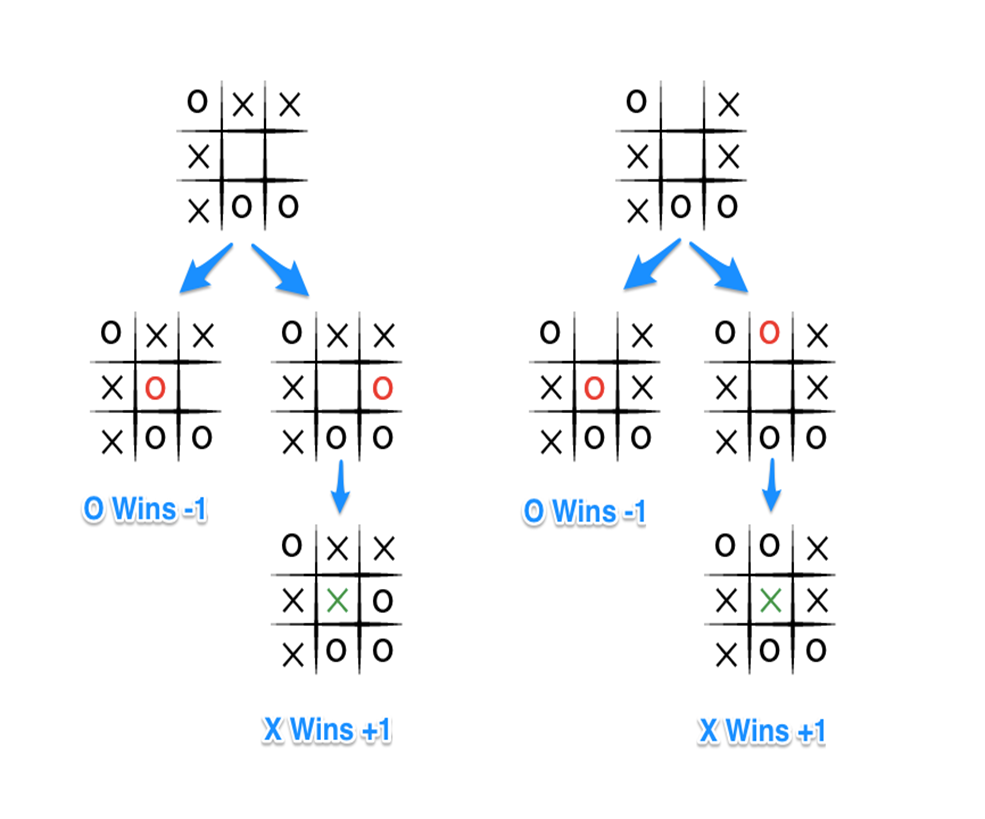 O X X O X
X X X
X O O X O O
O X X O X X O X O O X
X O X O X O X X X
X O O X O O X O O X O O
O Wins -1 O Wins -1
O X X O O X
X X O X X X
X O O X O O
X Wins +1 X Wins +1